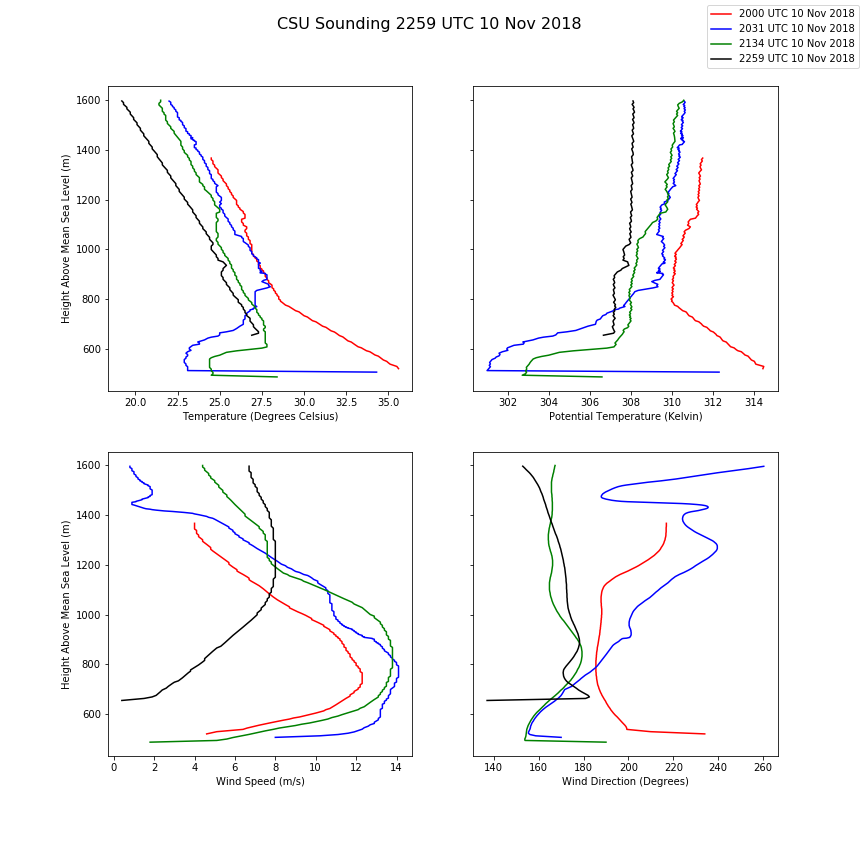 CSU Sounding 2259 UTC 10 Nov 2018
2000 UTC 10 Nov 2018
2031 UTC 10 Nov 2018
2134 UTC 10 Nov 2018
2259 UTC 10 Nov 2018
Height Above Mean Sea Level (m)
1600
1400
1200
1000
800
600
20.0 22.5 25.0 27.5 30.0 32.5 35.0
Temperature (Degrees Celsius)
302 304 306 308 310 312 314
Potential Temperature (Kelvin)
Height Above Mean Sea Level (m)
1600
1400
1200
1000
800
600
0 2 4 6 8 10 12 14
Wind Speed (m/s)
140 160 180 200 220 240 260
Wind Direction (Degrees)